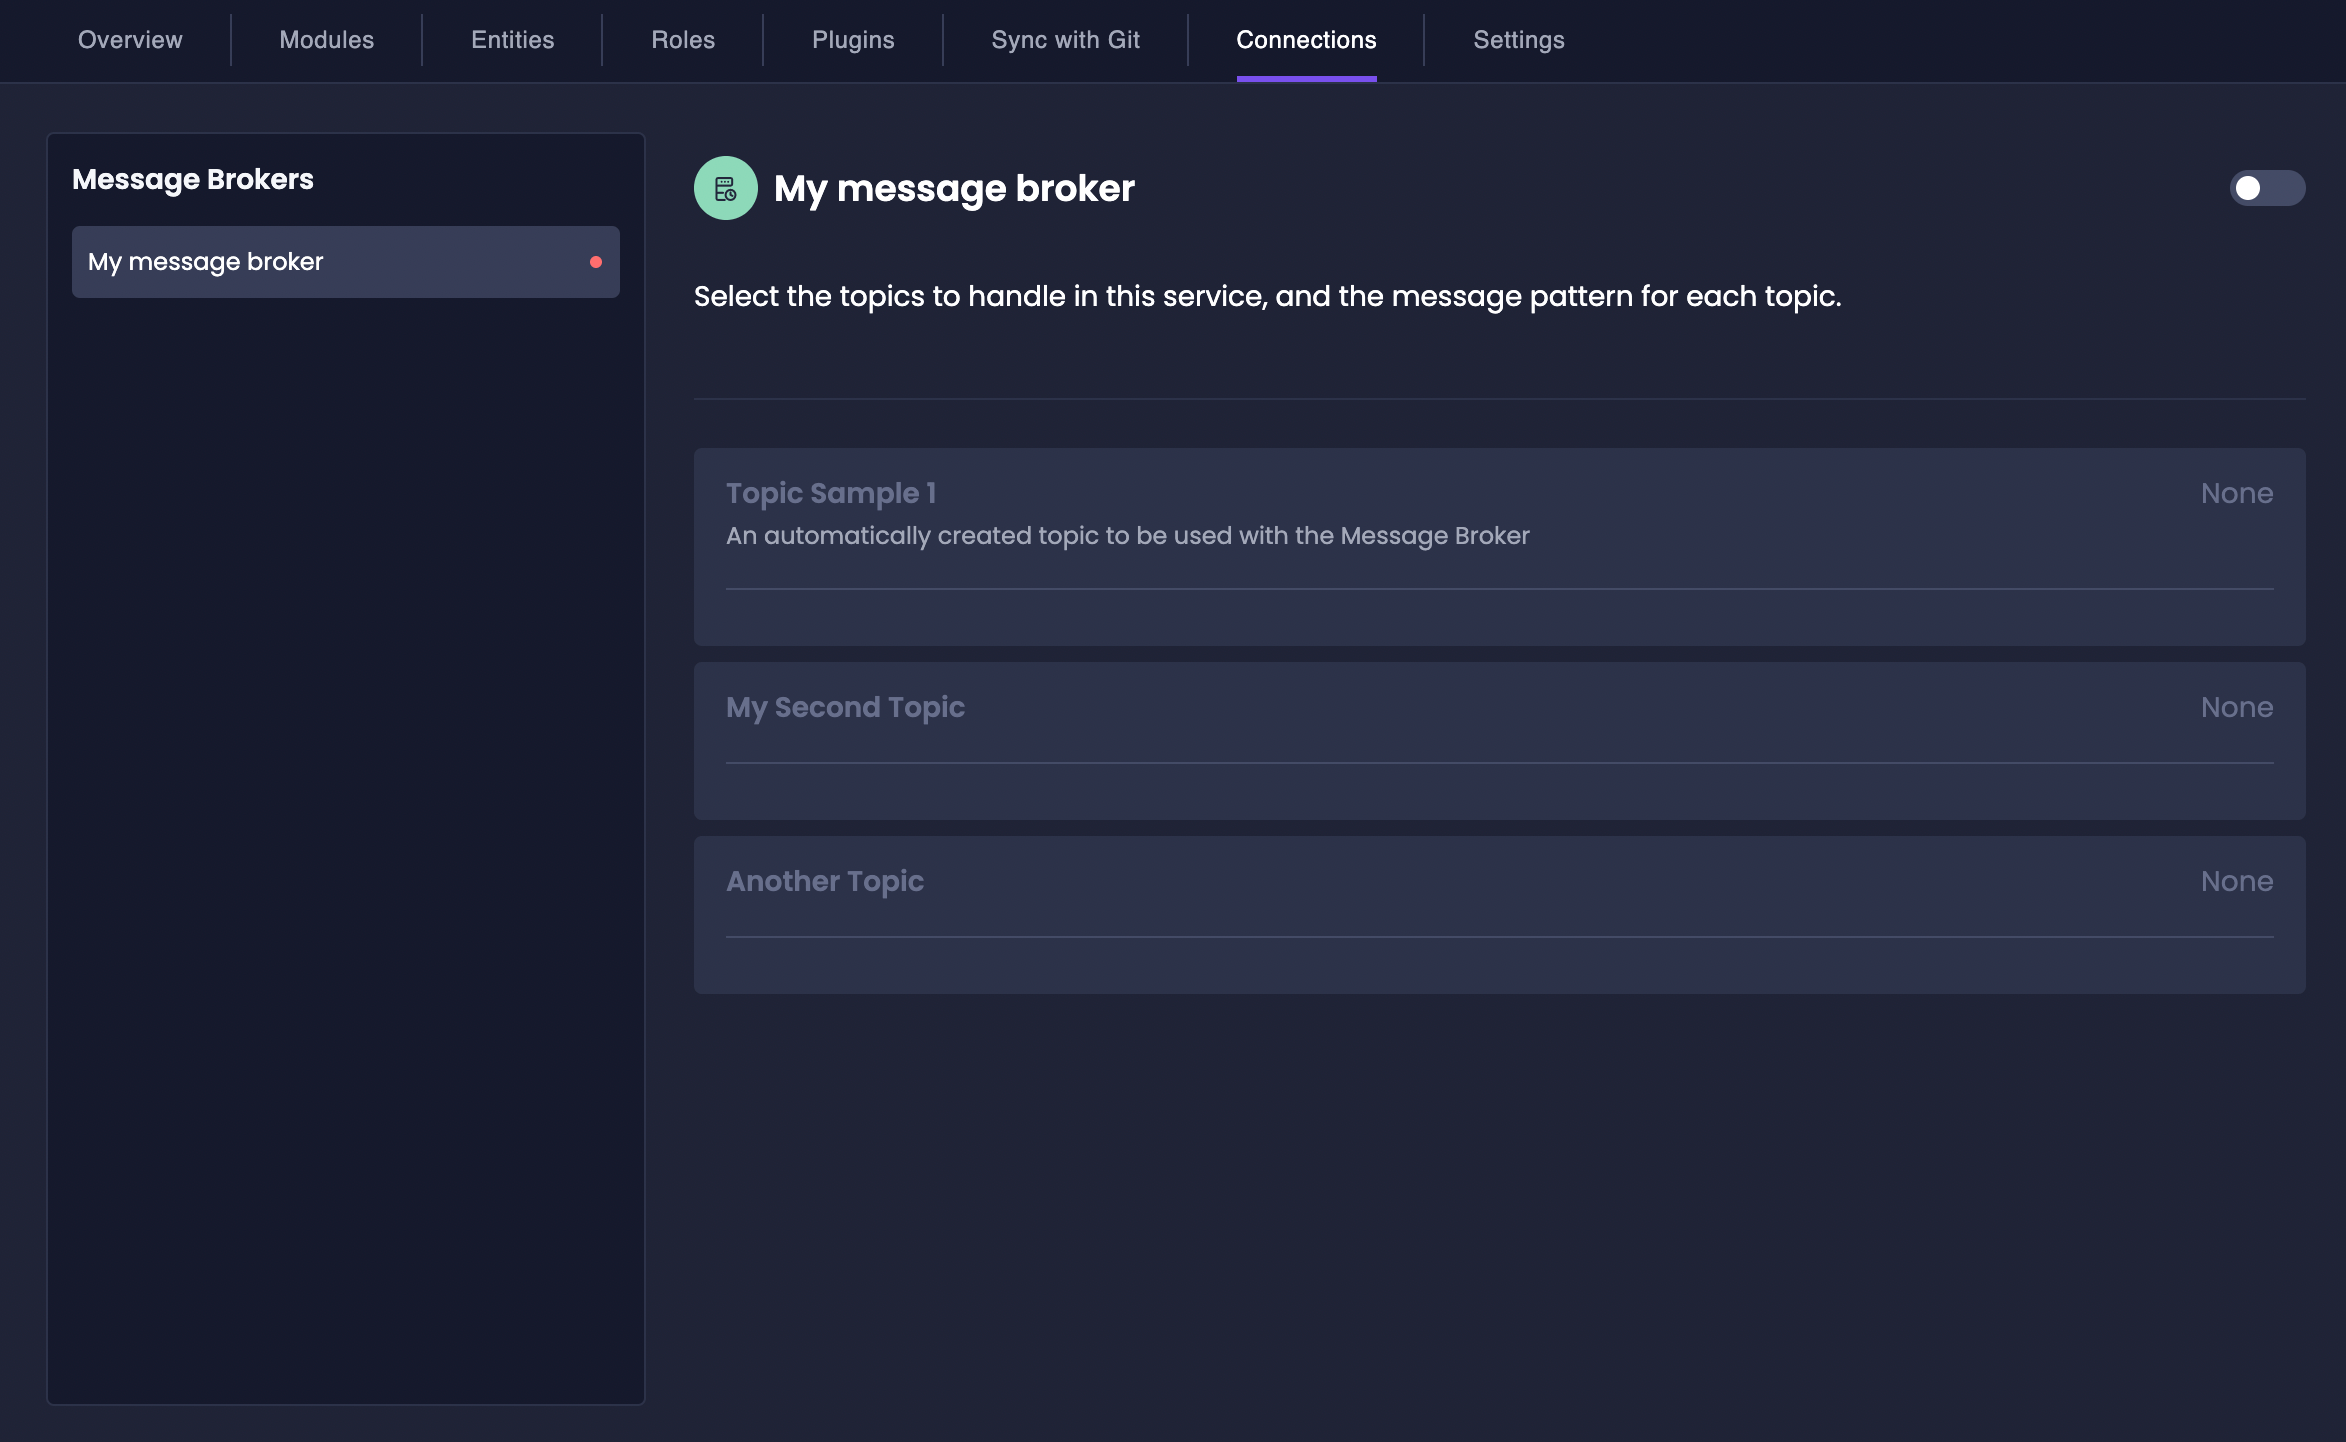 Overview
Modules
Entities
Roles
Plugins
Sync with Git
Connections
Settings
Message Brokers
My message broker
My message broker
Select the topics to handle in this service, and the message pattern for each topic.
Topic Sample 1
None
An automatically created topic to be used with the Message Broker
My Second Topic
None
Another Topic
None